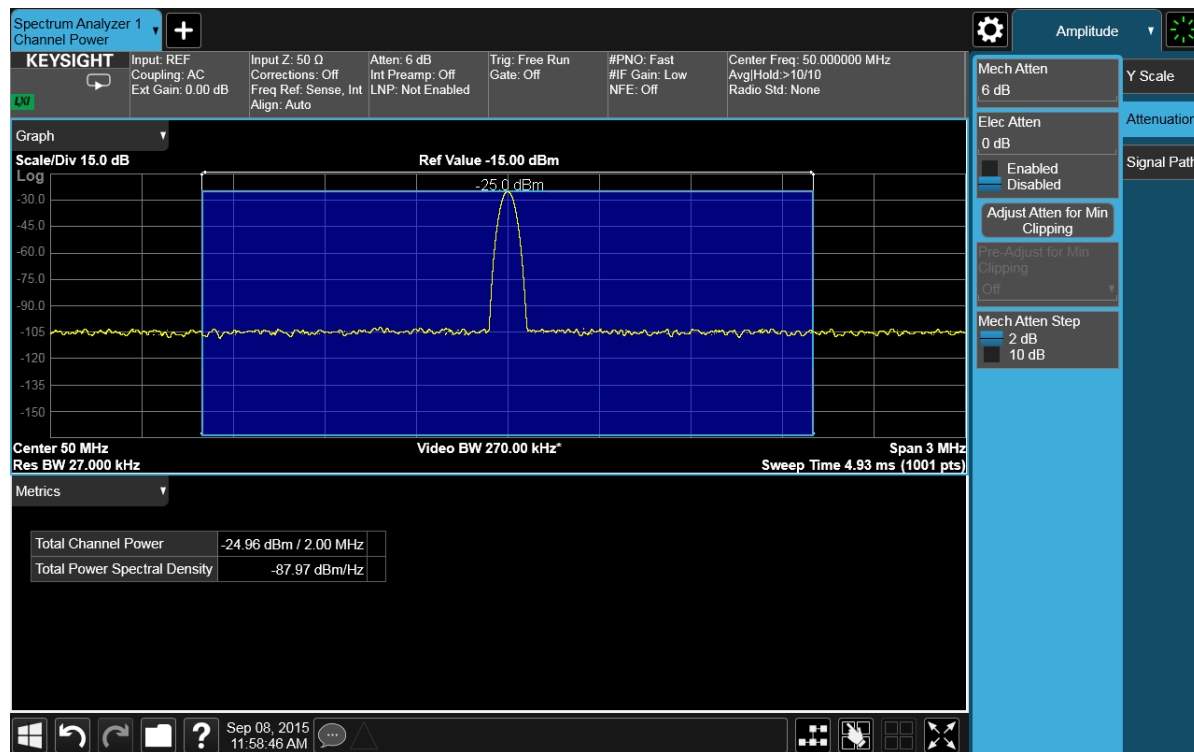 Spectrum Analyzer 1
Channel Power
Amplitude
KEYSIGHT
LXI
Input: REF
Coupling: AC
Ext Gain: 0.00 dB
Input Z: 50 Ω
Corrections: Off
Freq Ref: Sense, Int
Align: Auto
Atten: 6 dB
Int Preamp: Off
LNP: Not Enabled
Trig: Free Run
Gate: Off
#PNO: Fast
#IF Gain: Low
NFE: Off
Center Freq: 50.000000 MHz
Avg|Hold:>10/10
Radio Std: None
Graph
Scale/Div 15.0 dB
Ref Value -15.00 dBm
Log
-25.0 dBm
-30.0
-45.0
-60.0
-75.0
-90.0
-105
-120
-135
-150
Center 50 MHz
Video BW 270.00 kHz*
Span 3 MHz
Res BW 27.000 kHz
Sweep Time 4.93 ms (1001 pts)
Metrics
Total Channel Power -24.96 dBm / 2.00 MHz
Total Power Spectral Density -87.97 dBm/Hz
Mech Atten
6 dB
Elec Atten
0 dB
Enabled
Disabled
Adjust Atten for Min
Clipping
Pre-Adjust for Min
Clipping
Off
Mech Atten Step
2 dB
10 dB
Y Scale
Attenuation
Signal Path
?
Sep 08, 2015
11:58:46 AM